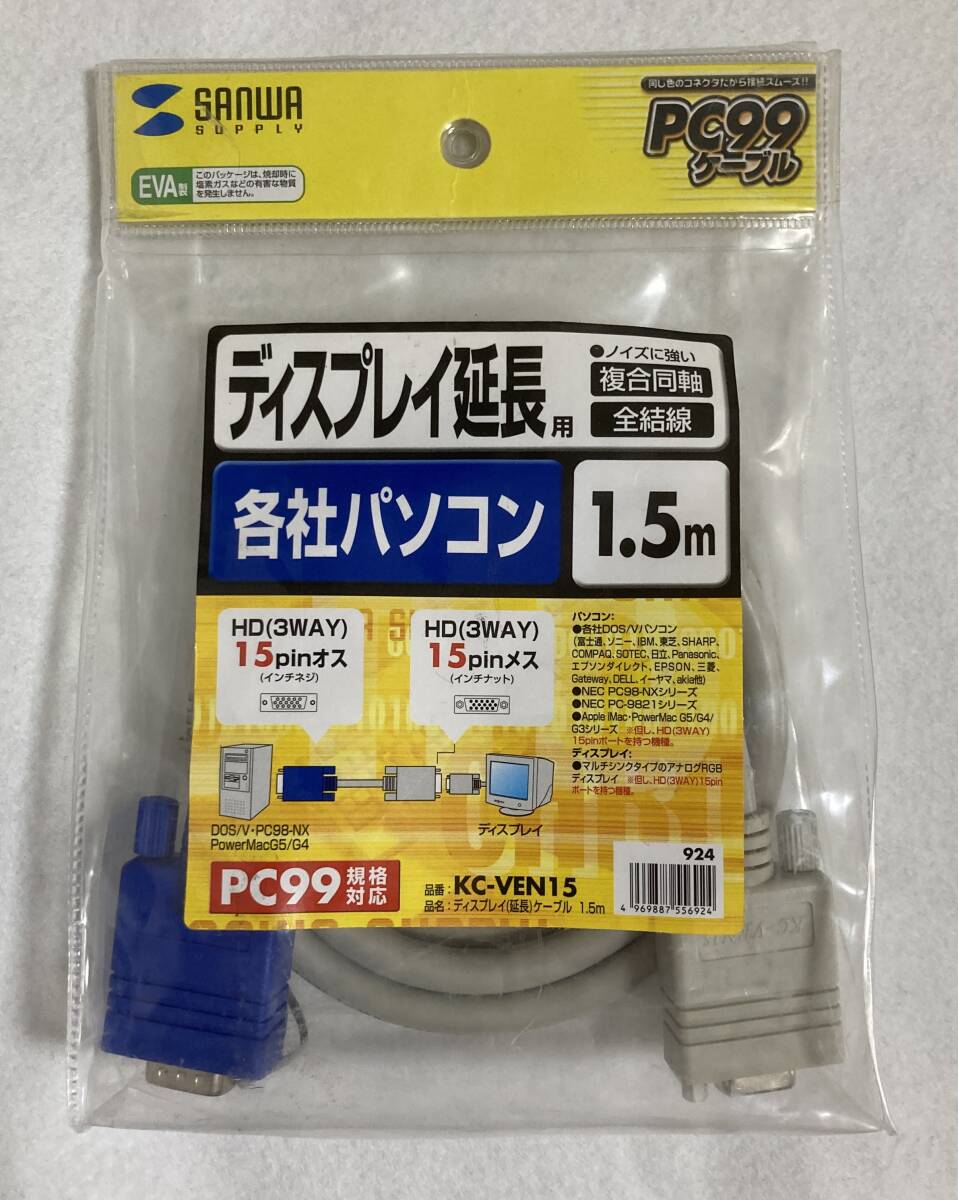 SANWA
SUPPLY
EVA製
このパッケージは、焼却時に
塩素ガスなどの有害な物質
を発生しません。
同じ色のコネクタだから接続スムーズ!!
PC99
ケーブル
ディスプレイ延長用
●ノイズに強い
複合同軸
全結線
各社パソコン
1.5m
HD(3WAY)
15pinオス
(インチネジ)
HD(3WAY)
15pinメス
(インチナット)
パソコン:
●各社DOS/Vパソコン
(富士通、ソニー、IBM、東芝、SHARP、
COMPAQ、SOTEC、日立、Panasonic、
エプソンダイレクト、EPSON、三菱、
Gateway、DELL、イーヤマ、akia他)
●NEC PC98-NXシリーズ
●NEC PC-9821シリーズ
●Apple iMac・PowerMac G5/G4/
G3シリーズ ※但し、HD(3WAY)
15pinポートを持つ機種。
ディスプレイ:
●マルチシンクタイプのアナログRGB
ディスプレイ ※但し、HD(3WAY)15pin
ポートを持つ機種。
DOS/V・PC98-NX
PowerMacG5/G4
ディスプレイ
PC99規格対応
品番:KC-VEN15
品名:ディスプレイ(延長)ケーブル 1.5m
924
4 969887 556924